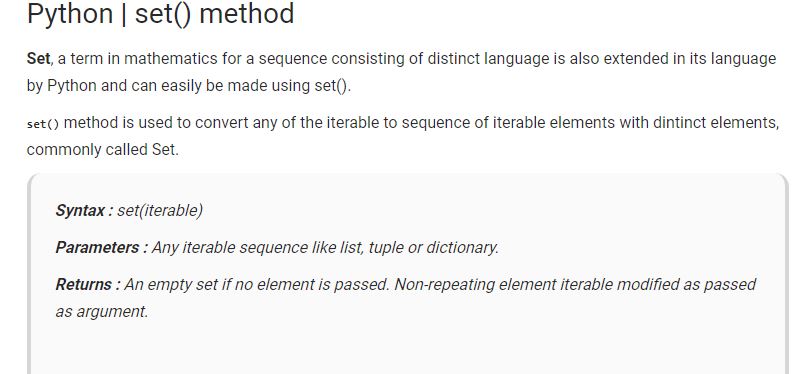 Python | set() method
Set, a term in mathematics for a sequence consisting of distinct language is also extended in its language
by Python and can easily be made using set().
set() method is used to convert any of the iterable to sequence of iterable elements with dintinct elements,
commonly called Set.
Syntax : set(iterable)
Parameters : Any iterable sequence like list, tuple or dictionary.
Returns : An empty set if no element is passed. Non-repeating element iterable modified as passed
as argument.